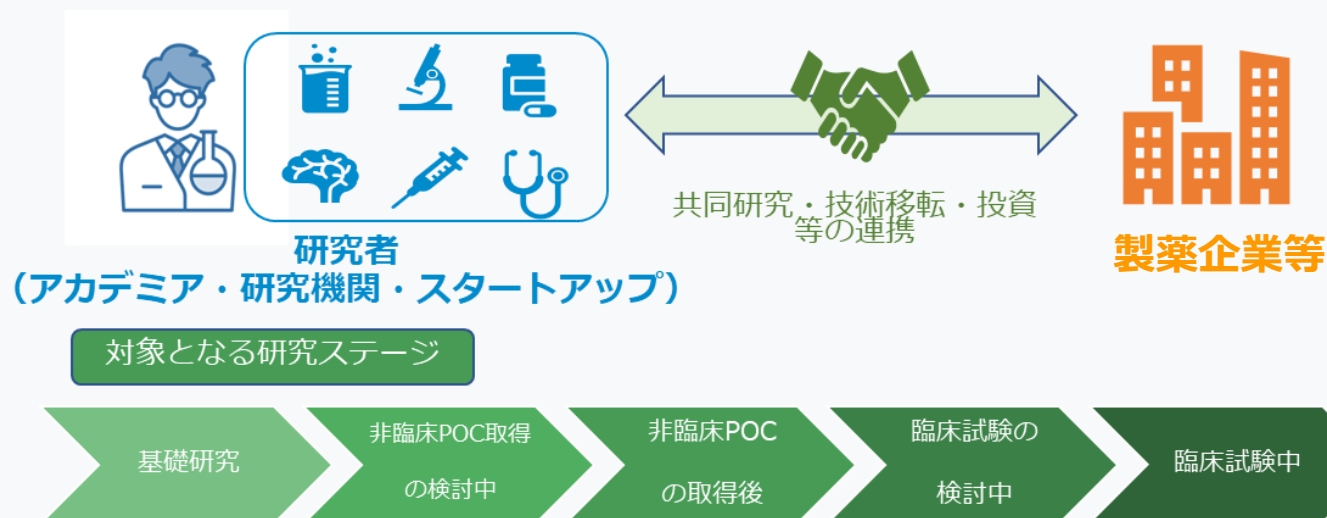 共同研究・技術移転・投資
等の連携
研究者
（アカデミア・研究機関・スタートアップ）
製薬企業等
対象となる研究ステージ
基礎研究
非臨床POC取得
の検討中
非臨床POC
の取得後
臨床試験の
検討中
臨床試験中